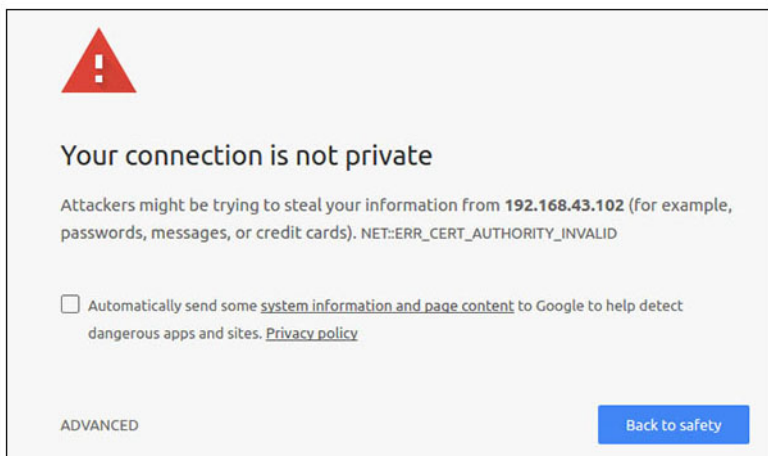 Your connection is not private
Attackers might be trying to steal your information from 192.168.43.102 (for example,
passwords, messages, or credit cards). NET::ERR_CERT_AUTHORITY_INVALID
Automatically send some system information and page content to Google to help detect
dangerous apps and sites. Privacy policy
ADVANCED
Back to safety